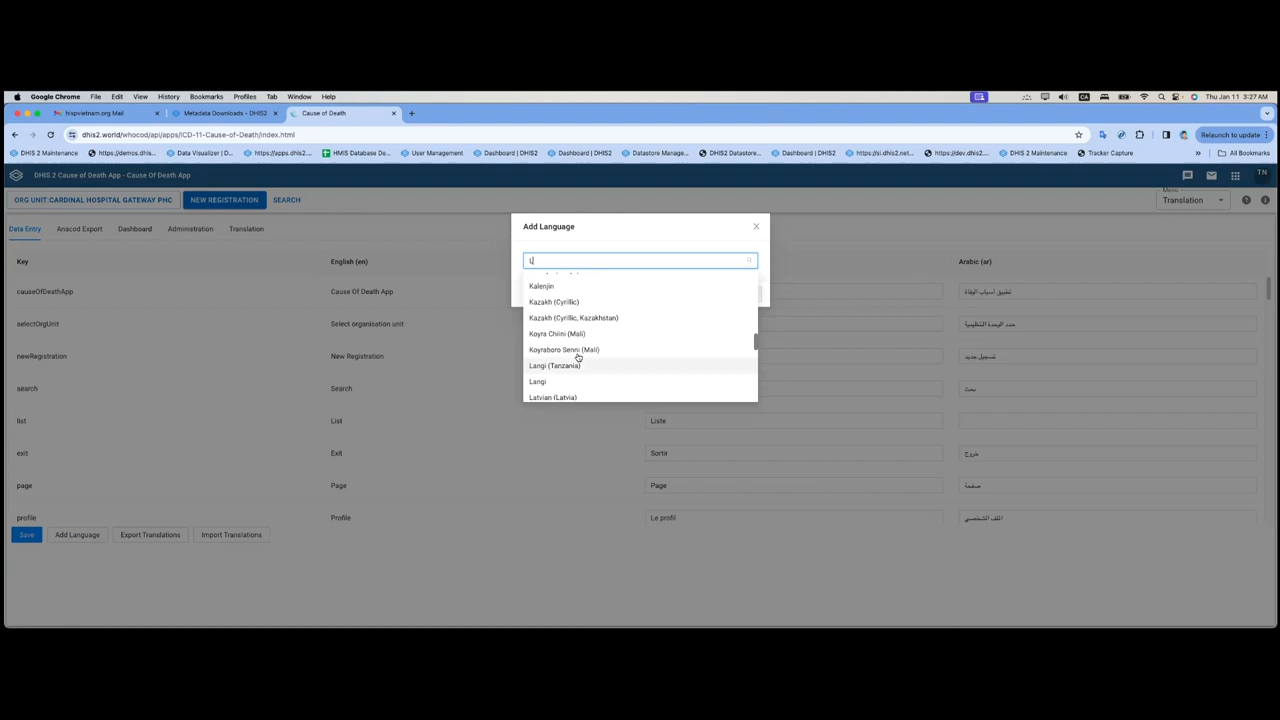 Google Chrome File Edit View History Bookmarks Profiles Tab Window Help CA Thu Jan 11 3:27 AM
hispvietnam.org Mail Metadata Downloads - DHIS2 Cause of Death
dhis2.world/whocod/api/apps/ICD-11-Cause-of-Death/index.html Relaunch to update
DHIS 2 Maintenance https://demos.dhis... Data Visualizer | D... https://apps.dhis2... HMIS Database De... User Management Dashboard | DHIS2 Dashboard | DHIS2 Datastore Manage... DHIS2 Datastore... Dashboard | DHIS2 https://si.dhis2.net... https://dev.dhis2... DHIS 2 Maintenance Tracker Capture » All Bookmarks
DHIS 2 Cause of Death App - Cause Of Death App TN
ORG UNIT:CARDINAL HOSPITAL GATEWAY PHC NEW REGISTRATION SEARCH Menu
Translation
Data Entry Anacod Export Dashboard Administration Translation
Add Language
L
Kalenjin
Kazakh (Cyrillic)
Kazakh (Cyrillic, Kazakhstan)
Koyra Chiini (Mali)
Koyraboro Senni (Mali)
Langi (Tanzania)
Langi
Latvian (Latvia)
Key English (en) Arabic (ar)
causeOfDeathApp Cause Of Death App تطبيق أسباب الوفاة
selectOrgUnit Select organisation unit حدد الوحدة التنظيمية
newRegistration New Registration تسجيل جديد
search Search بحث
list List Liste
exit Exit Sortir خروج
page Page Page صفحة
profile Profile Le profil الملف الشخصي
Save Add Language Export Translations Import Translations